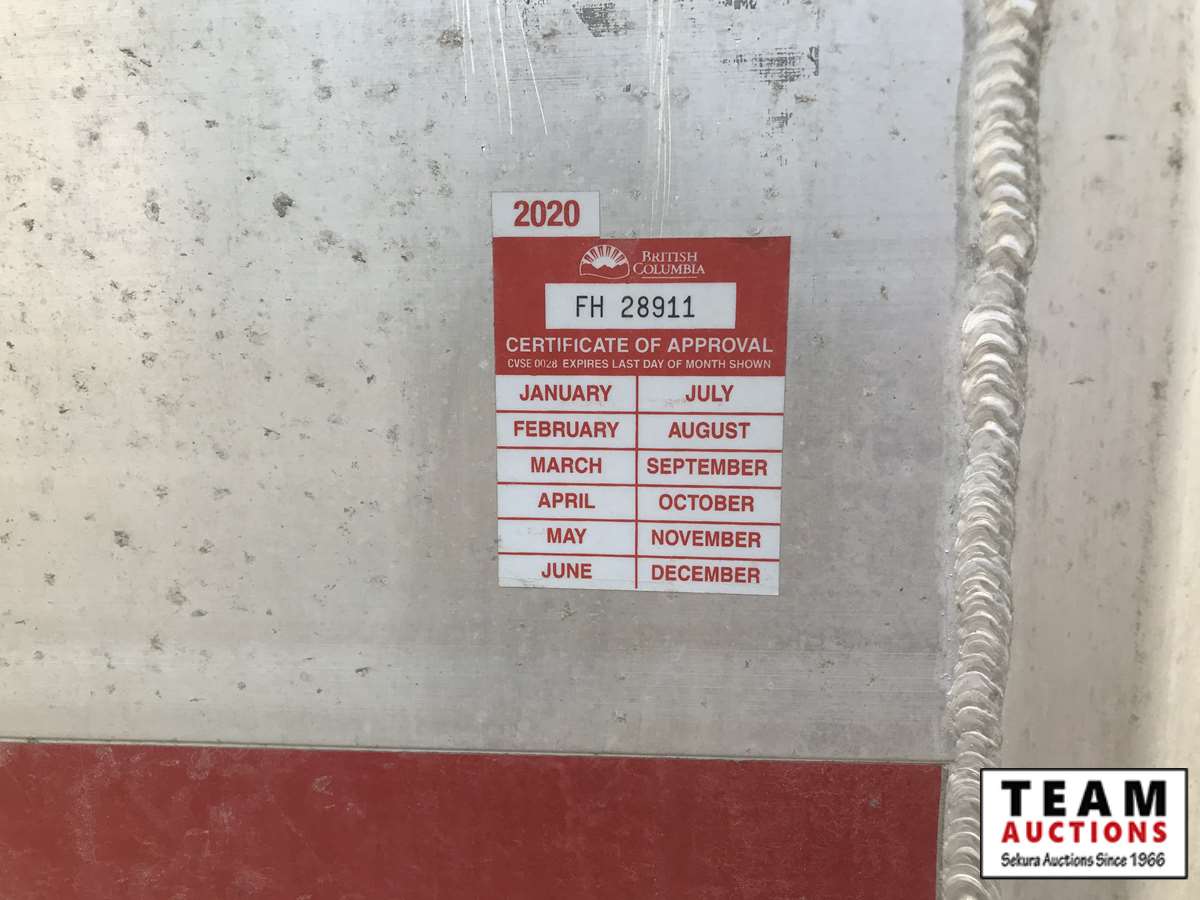 2020
BRITISH
COLUMBIA
FH 28911
CERTIFICATE OF APPROVAL
CVSE 0028 EXPIRES LAST DAY OF MONTH SHOWN
JANUARY JULY
FEBRUARY AUGUST
MARCH SEPTEMBER
APRIL OCTOBER
MAY NOVEMBER
JUNE DECEMBER
TEAM
AUCTIONS
Sekura Auctions Since 1966